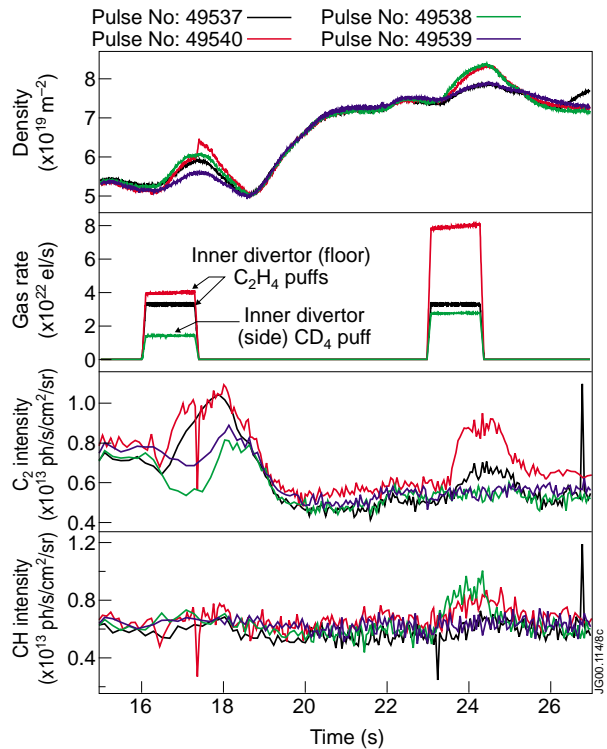 Pulse No: 49537 Pulse No: 49538
Pulse No: 49540 Pulse No: 49539
Density
(x10¹⁹ m⁻²)
8
7
6
5
Gas rate
(x10²² el/s)
8
6
4
2
0
Inner divertor (floor)
C₂H₄ puffs
Inner divertor
(side) CD₄ puff
C₂ intensity
(x10¹³ ph/s/cm²/sr)
1.0
0.8
0.6
0.4
CH intensity
(x10¹³ ph/s/cm²/sr)
1.2
0.8
0.4
16 18 20 22 24 26
Time (s)
JG00.114/8c